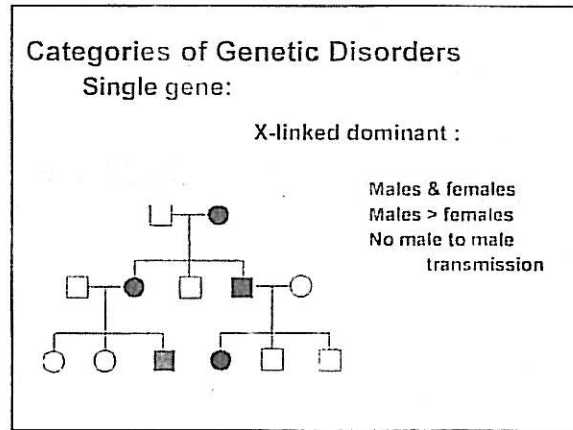 Categories of Genetic Disorders
Single gene:
X-linked dominant :
Males & females
Males > females
No male to male
transmission